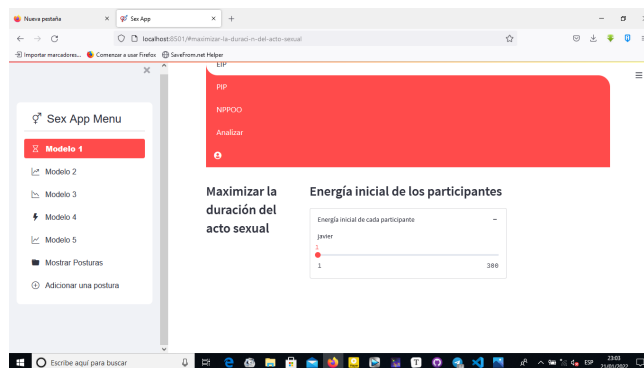 Nueva pestaña
Sex App
localhost:8501/#maximizar-la-duraci-n-del-acto-sexual
Importar marcadores...
Comenzar a usar Firefox
SaveFrom.net Helper
Sex App Menu
Modelo 1
Modelo 2
Modelo 3
Modelo 4
Modelo 5
Mostrar Posturas
Adicionar una postura
EIP
PIP
NPPOO
Analizar
Maximizar la
duración del
acto sexual
Energía inicial de los participantes
Energía inicial de cada participante
javier
1
1
300
Escribe aquí para buscar
ESP
23:03
21/01/2022